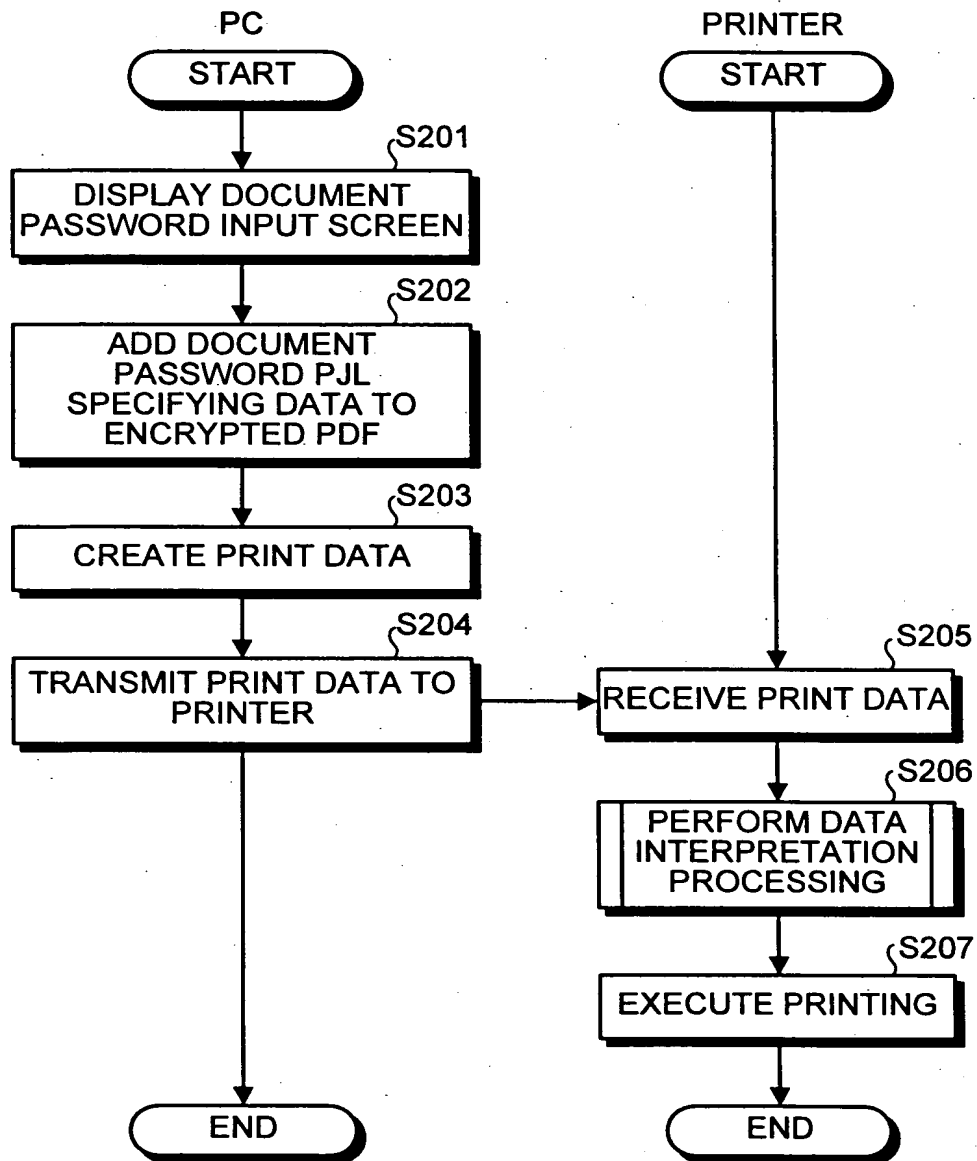 PC
START
S201
DISPLAY DOCUMENT
PASSWORD INPUT SCREEN
S202
ADD DOCUMENT
PASSWORD PJL
SPECIFYING DATA TO
ENCRYPTED PDF
S203
CREATE PRINT DATA
S204
TRANSMIT PRINT DATA TO
PRINTER
END
PRINTER
START
S205
RECEIVE PRINT DATA
S206
PERFORM DATA
INTERPRETATION
PROCESSING
S207
EXECUTE PRINTING
END